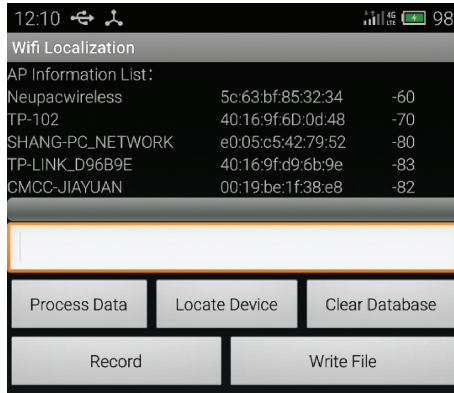 12:10 4G LTE 98
Wifi Localization
AP Information List:
Neupacwireless 5c:63:bf:85:32:34 -60
TP-102 40:16:9f:6D:0d:48 -70
SHANG-PC_NETWORK e0:05:c5:42:79:52 -80
TP-LINK_D96B9E 40:16:9f:d9:6b:9e -83
CMCC-JIAYUAN 00:19:be:1f:38:e8 -82
Process Data Locate Device Clear Database
Record Write File